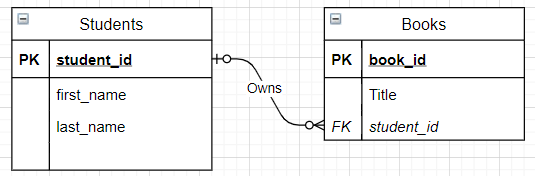 Students
PK student_id
first_name
last_name
Owns
Books
PK book_id
Title
FK student_id